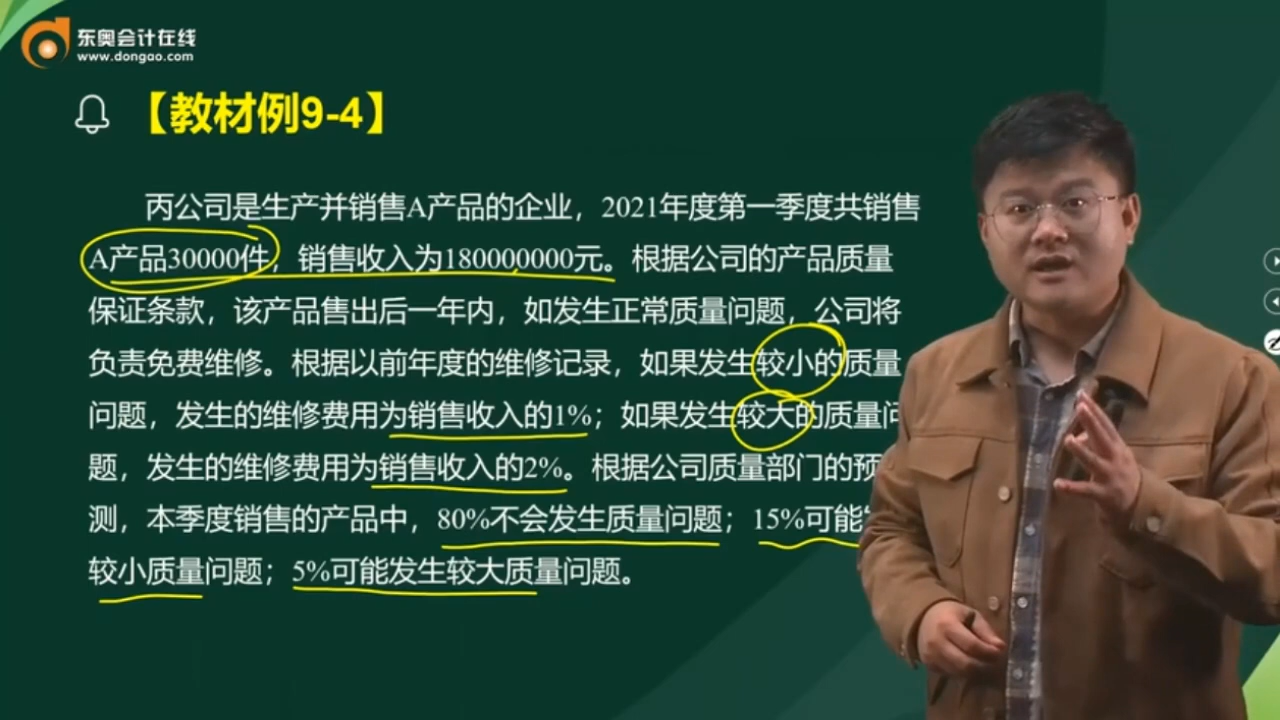 东奥会计在线
www.dongao.com
【教材例9-4】
丙公司是生产并销售A产品的企业，2021年度第一季度共销售
A产品30000件，销售收入为180000000元。根据公司的产品质量
保证条款，该产品售出后一年内，如发生正常质量问题，公司将
负责免费维修。根据以前年度的维修记录，如果发生较小的质量
问题，发生的维修费用为销售收入的1%；如果发生较大的质量问
题，发生的维修费用为销售收入的2%。根据公司质量部门的预
测，本季度销售的产品中，80%不会发生质量问题；15%可能
较小质量问题；5%可能发生较大质量问题。